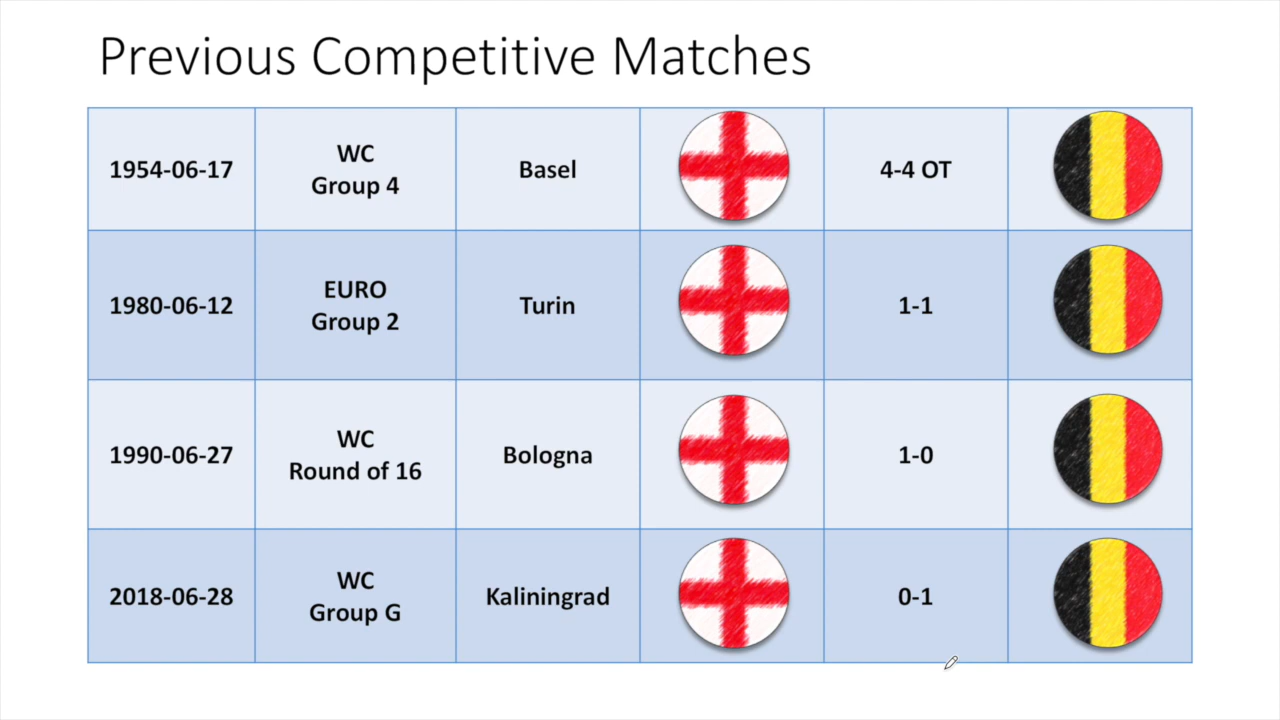 Previous Competitive Matches
1954-06-17
WC
Group 4
Basel
4-4 OT
1980-06-12
EURO
Group 2
Turin
1-1
1990-06-27
WC
Round of 16
Bologna
1-0
2018-06-28
WC
Group G
Kaliningrad
0-1